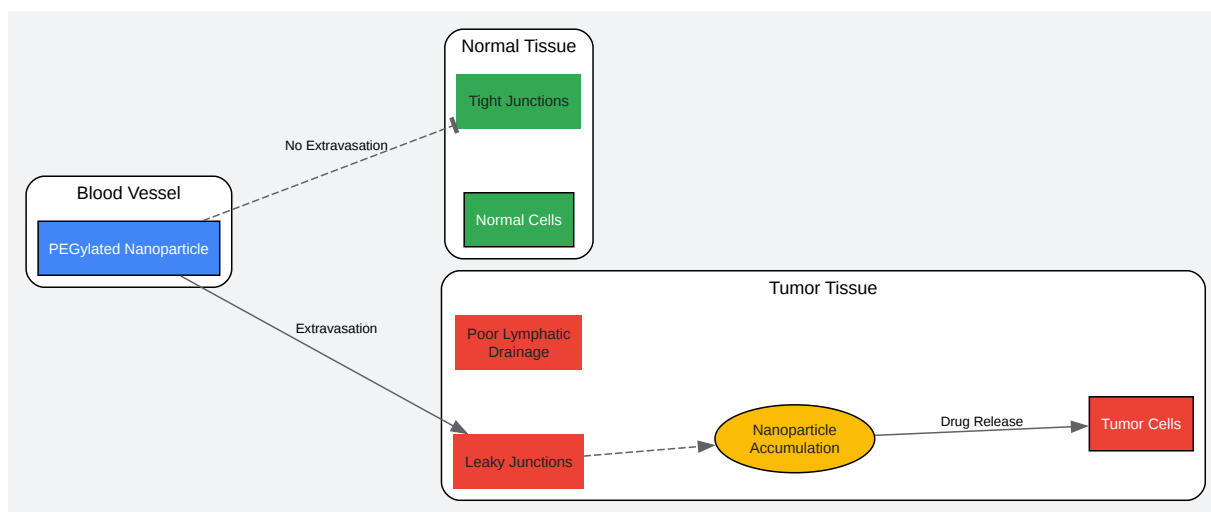 Normal Tissue
Tight Junctions
No Extravasation
Blood Vessel
Normal Cells
PEGylated Nanoparticle
Tumor Tissue
Extravasation
Poor Lymphatic
Drainage
Drug Release
Tumor Cells
Nanoparticle
Accumulation
Leaky Junctions